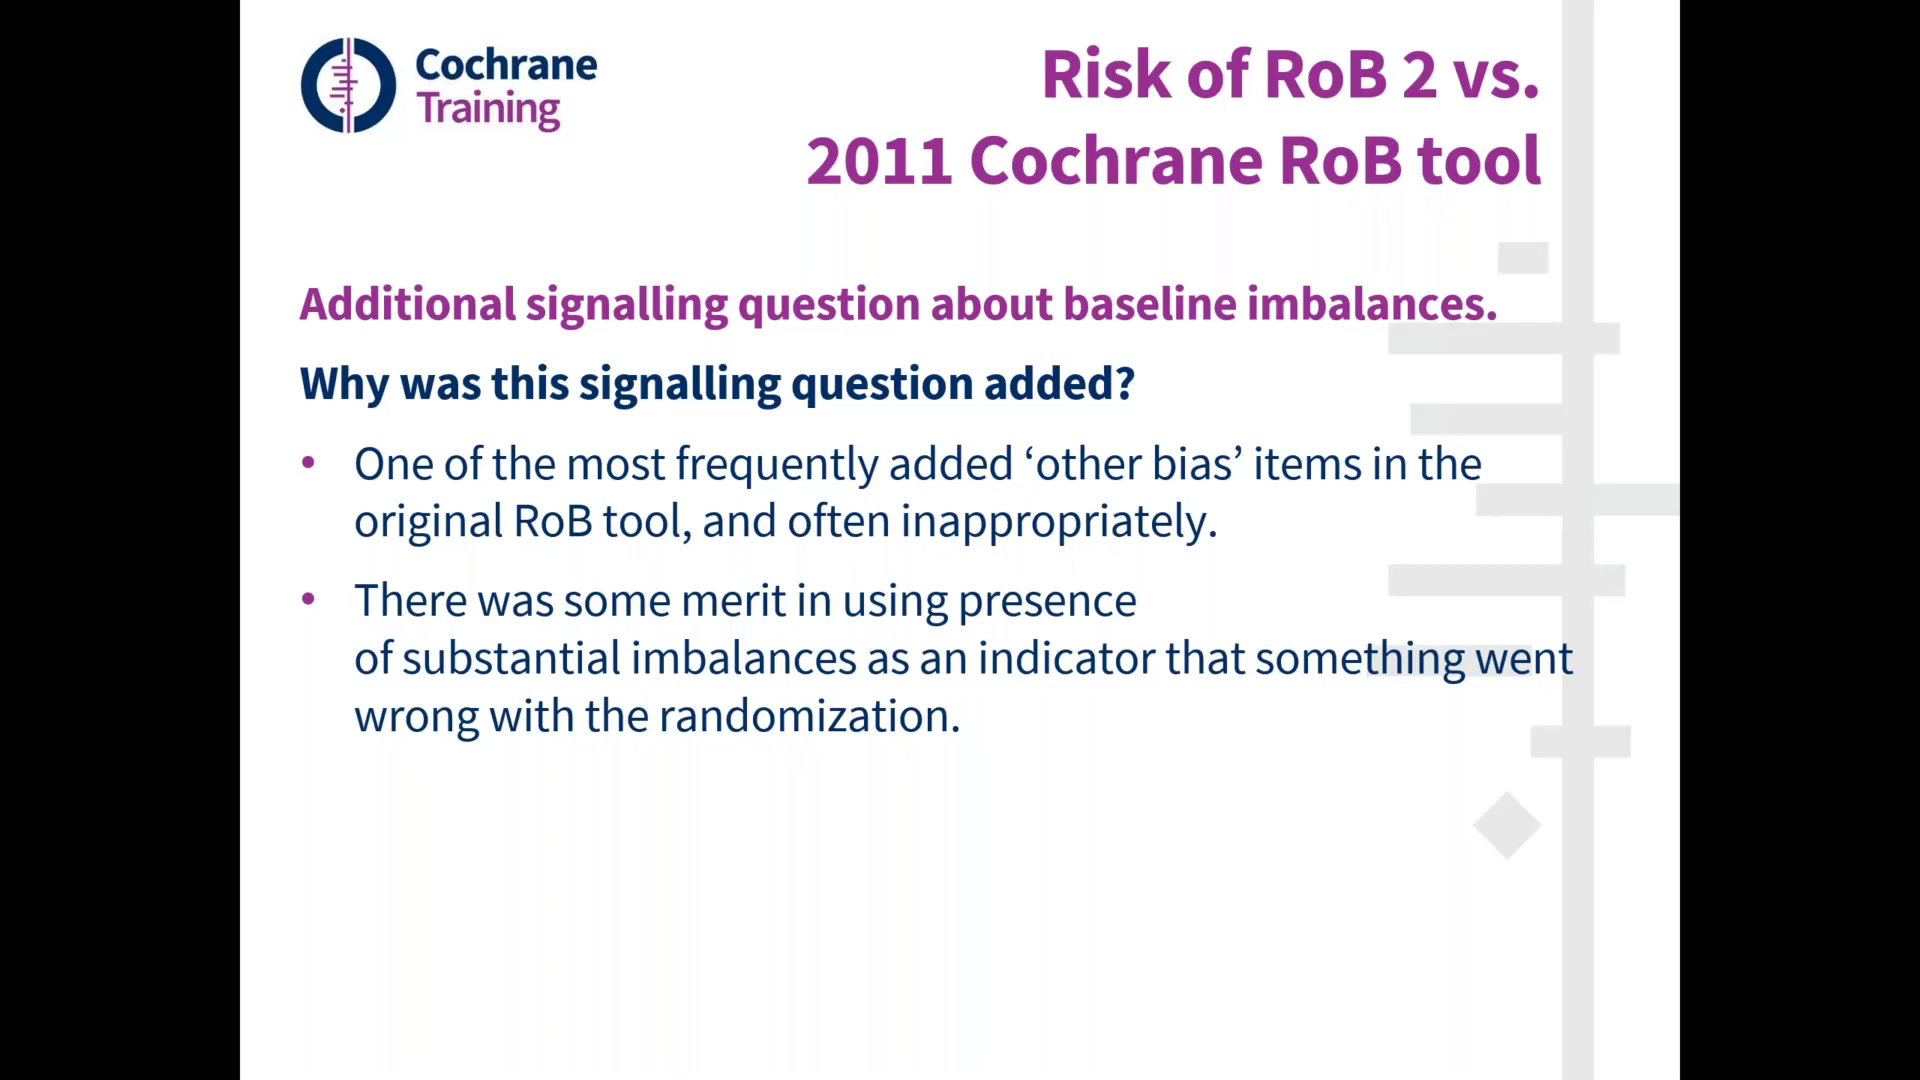 Cochrane
Training
Risk of RoB 2 vs.
2011 Cochrane RoB tool
Additional signalling question about baseline imbalances.
Why was this signalling question added?
• One of the most frequently added ‘other bias’ items in the
original RoB tool, and often inappropriately.
• There was some merit in using presence
of substantial imbalances as an indicator that something went
wrong with the randomization.